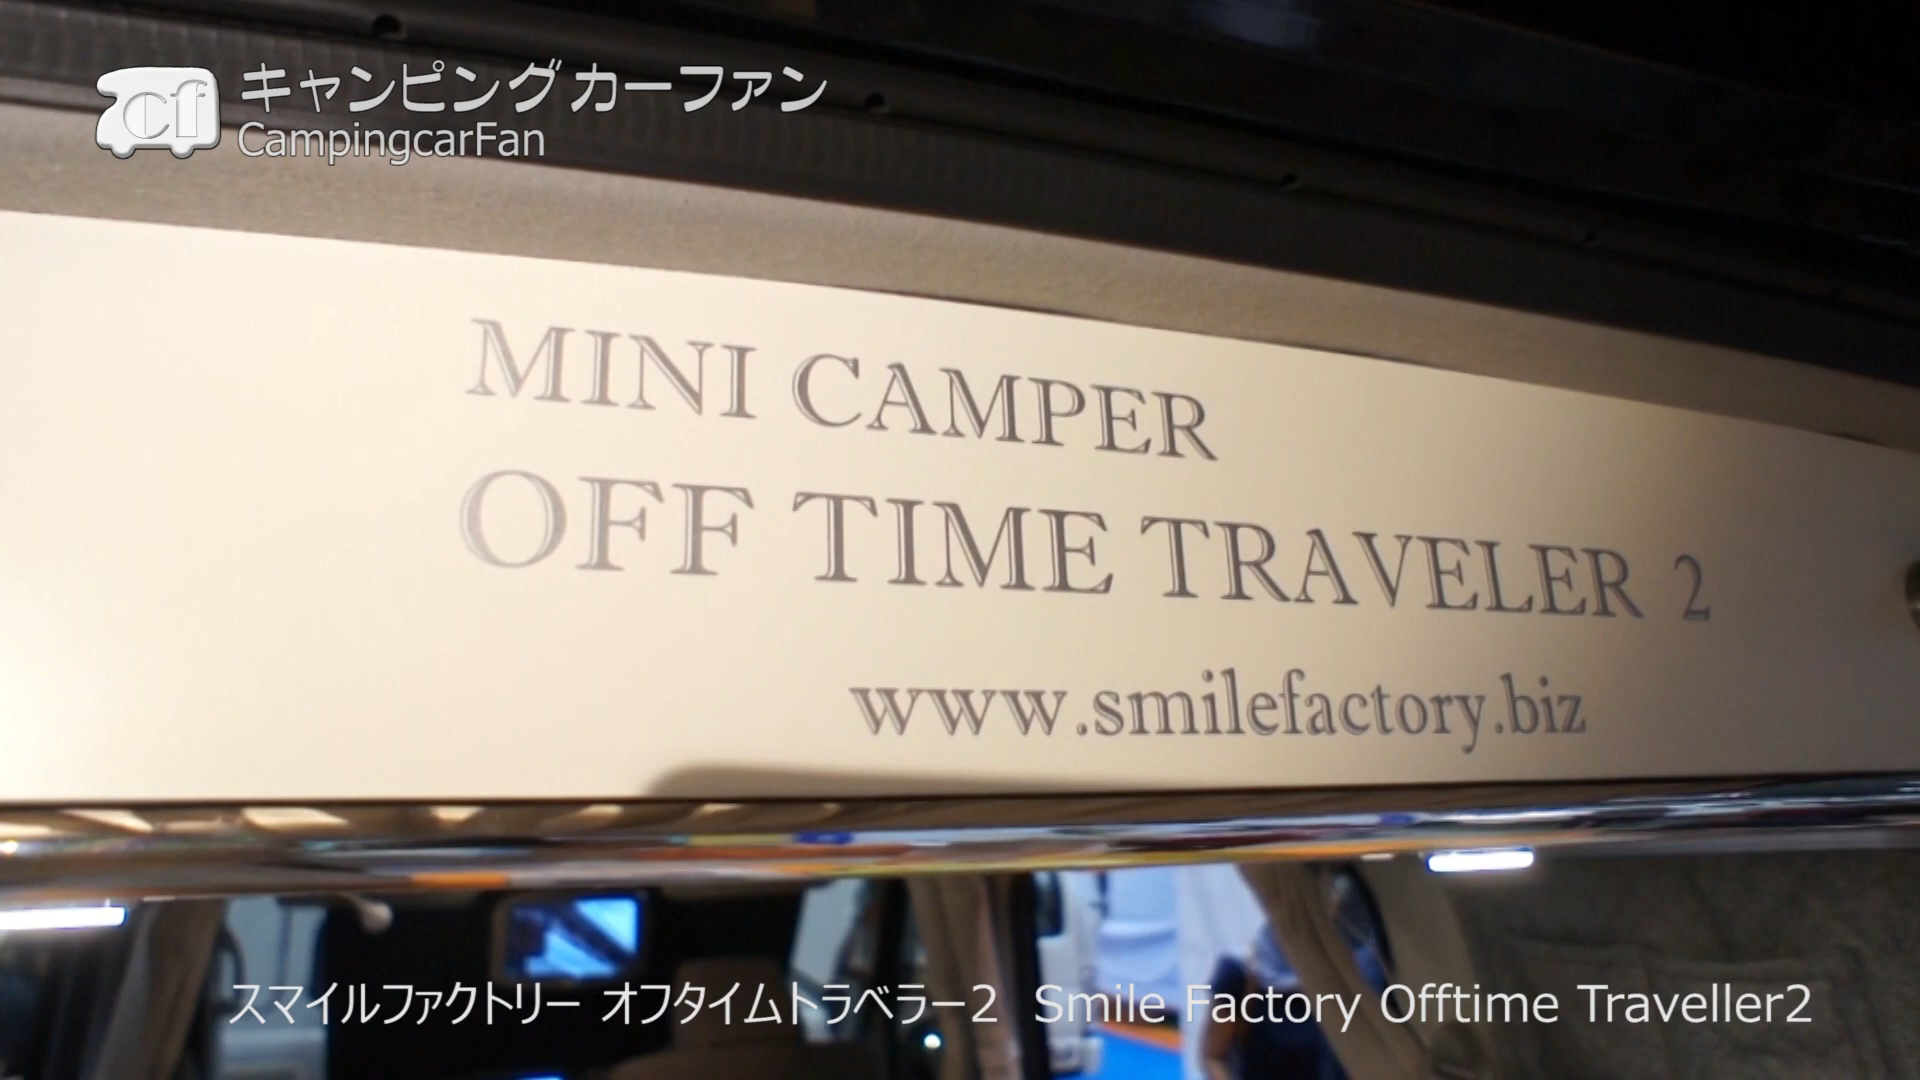 cf キャンピングカーファン
CampingcarFan
MINI CAMPER
OFF TIME TRAVELER 2
www.smilefactory.biz
スマイルファクトリー オフタイムトラベラー2 Smile Factory Offtime Traveller2